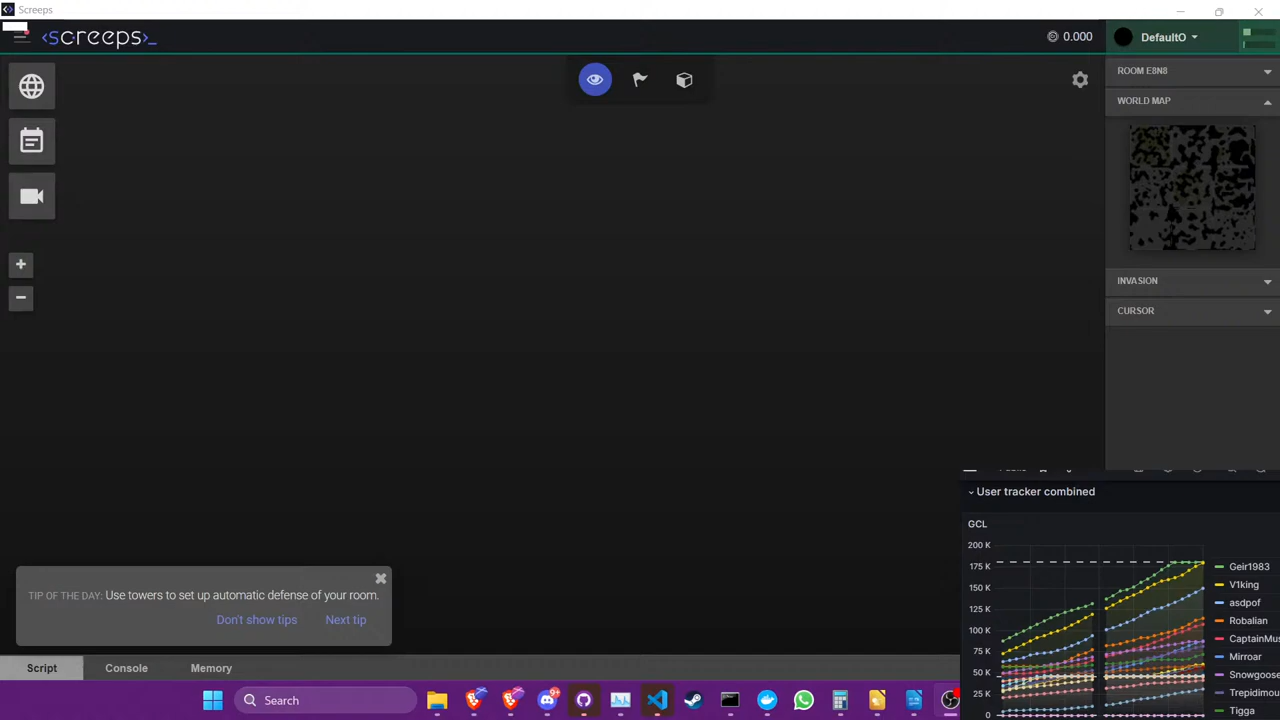 Screeps
‹screeps›_
0.000
DefaultO
ROOM E8N8
WORLD MAP
INVASION
CURSOR
User tracker combined
GCL
200 K
175 K
150 K
125 K
100 K
75 K
50 K
25 K
0
Geir1983
V1king
asdpof
Robalian
CaptainMus
Mirroar
Snowgoose
Trepidimou
Tigga
TIP OF THE DAY: Use towers to set up automatic defense of your room.
Don't show tips
Next tip
Script
Console
Memory
Search